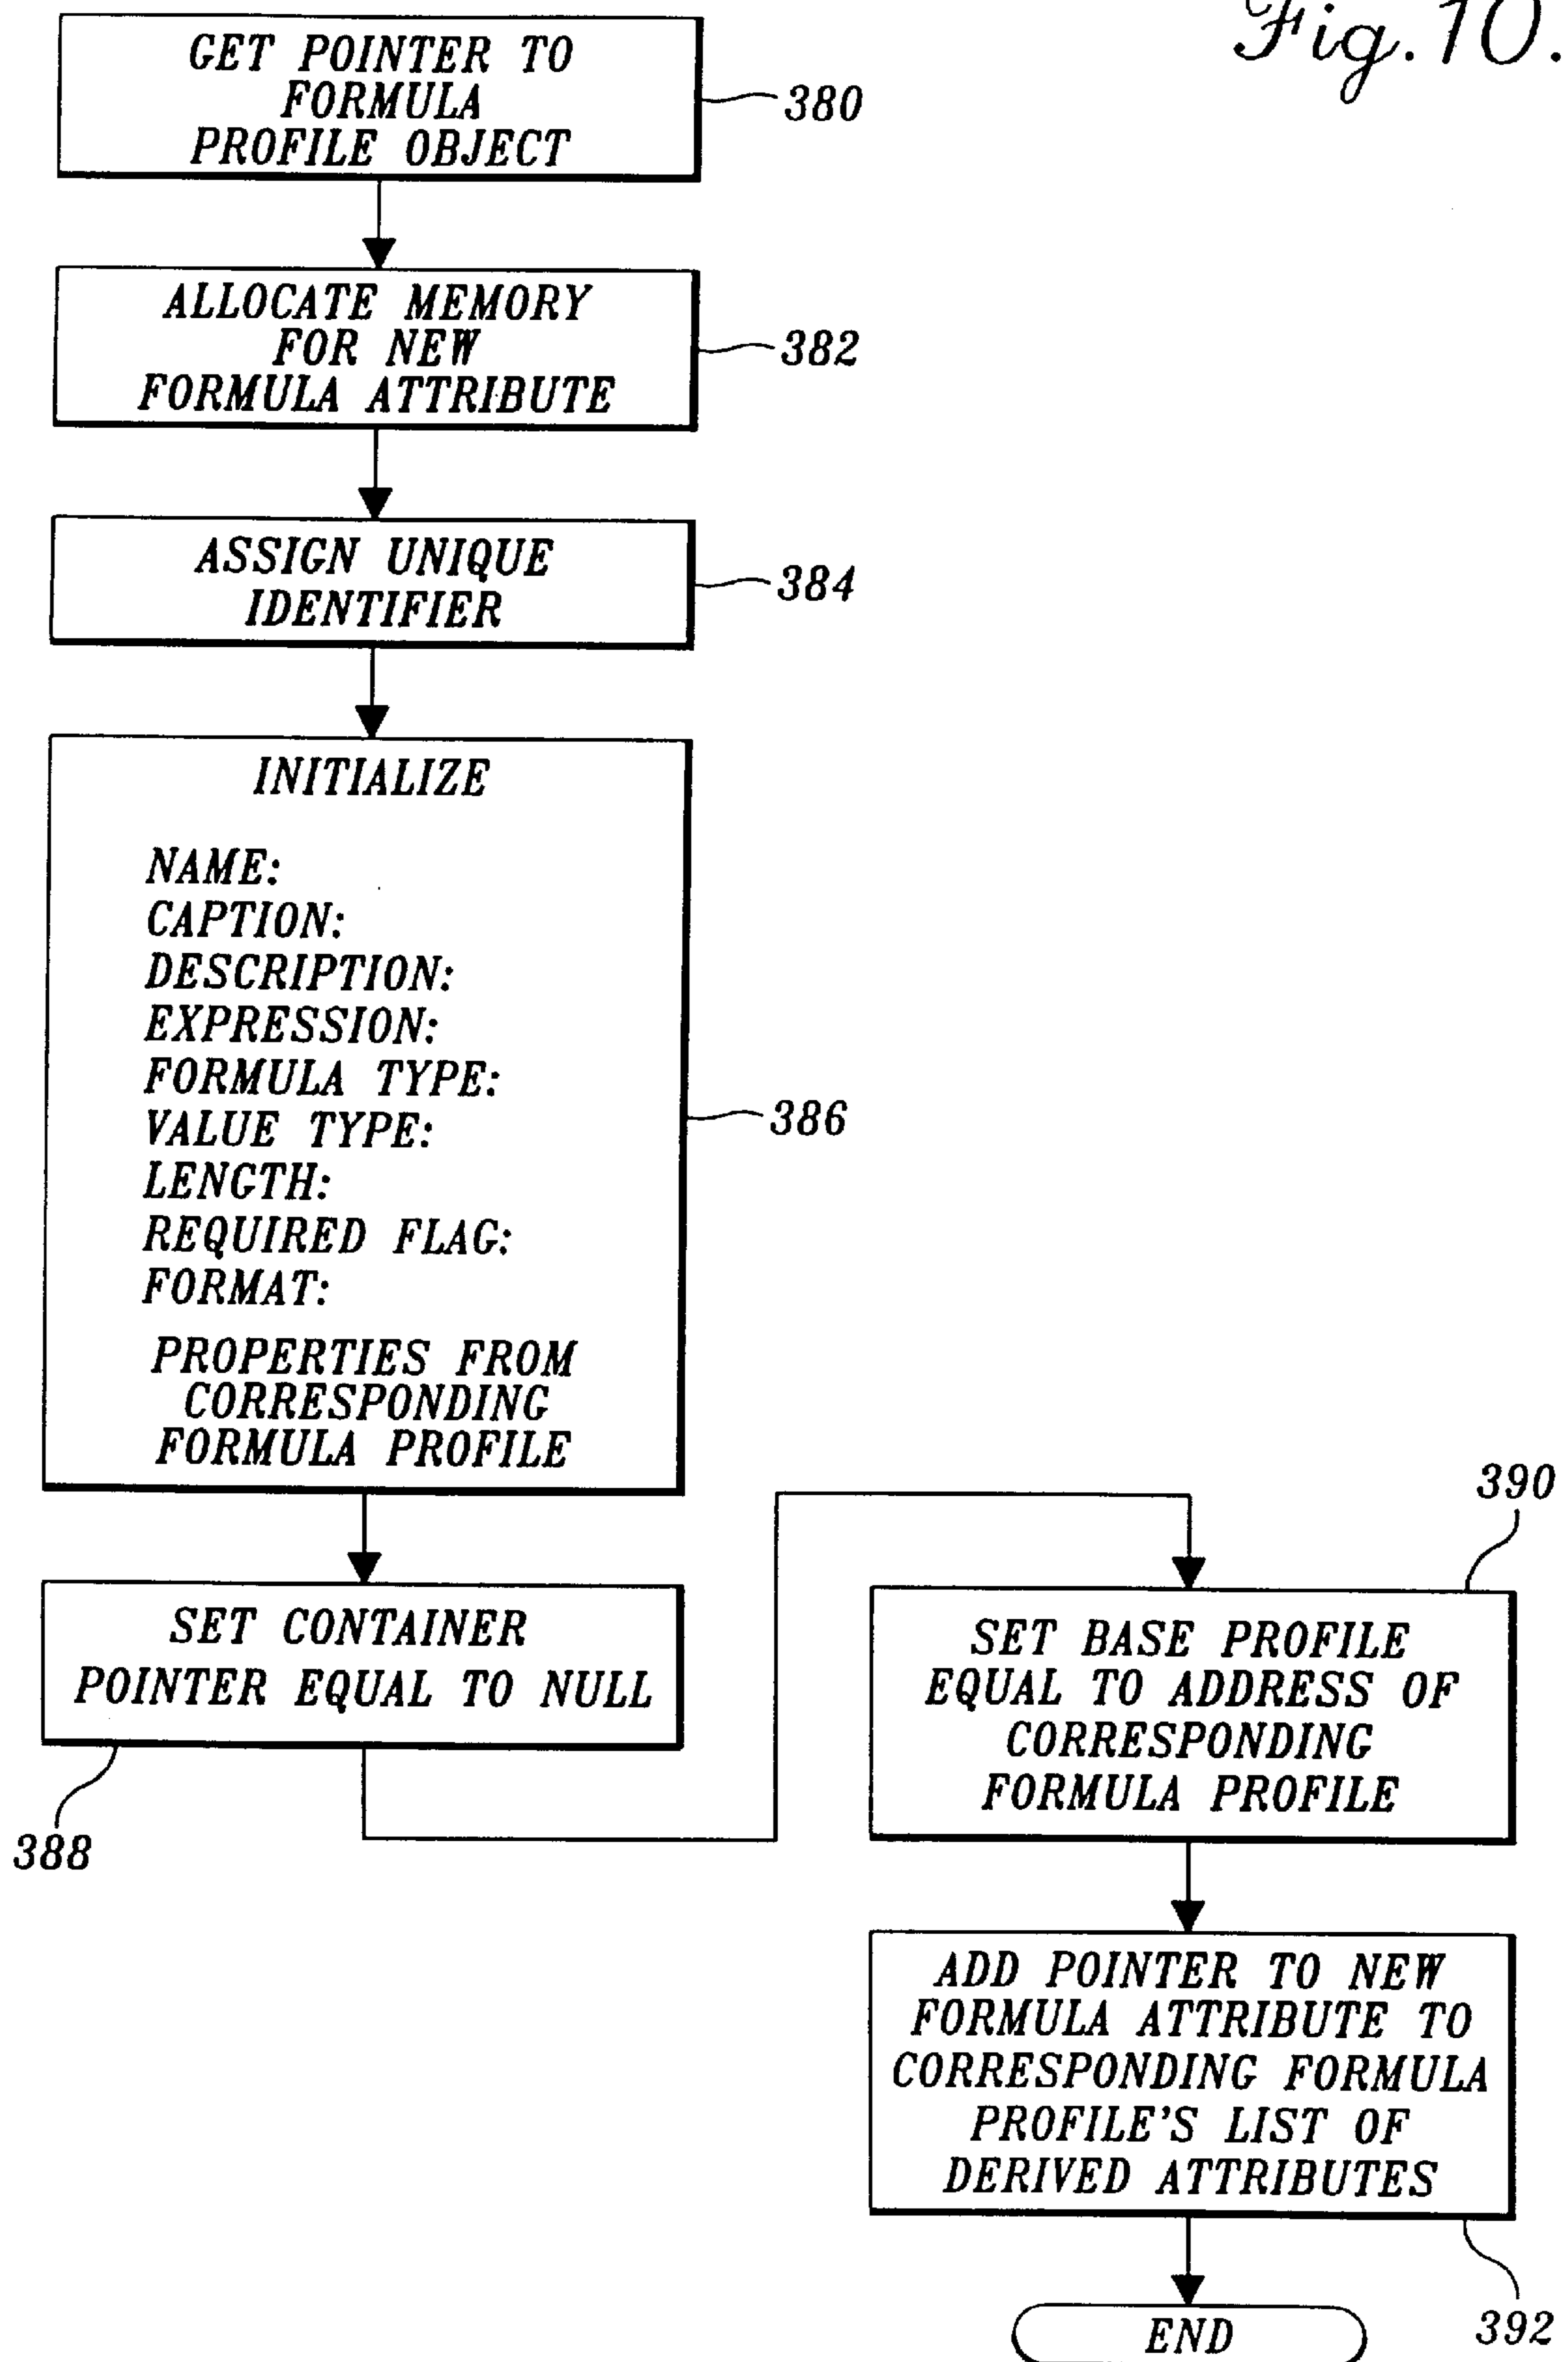 Fig. 10.
GET POINTER TO
FORMULA
PROFILE OBJECT
380
ALLOCATE MEMORY
FOR NEW
FORMULA ATTRIBUTE
382
ASSIGN UNIQUE
IDENTIFIER
384
INITIALIZE
NAME:
CAPTION:
DESCRIPTION:
EXPRESSION:
FORMULA TYPE:
VALUE TYPE:
LENGTH:
REQUIRED FLAG:
FORMAT:
PROPERTIES FROM
CORRESPONDING
FORMULA PROFILE
386
SET CONTAINER
POINTER EQUAL TO NULL
388
390
SET BASE PROFILE
EQUAL TO ADDRESS OF
CORRESPONDING
FORMULA PROFILE
ADD POINTER TO NEW
FORMULA ATTRIBUTE TO
CORRESPONDING FORMULA
PROFILE'S LIST OF
DERIVED ATTRIBUTES
392
END